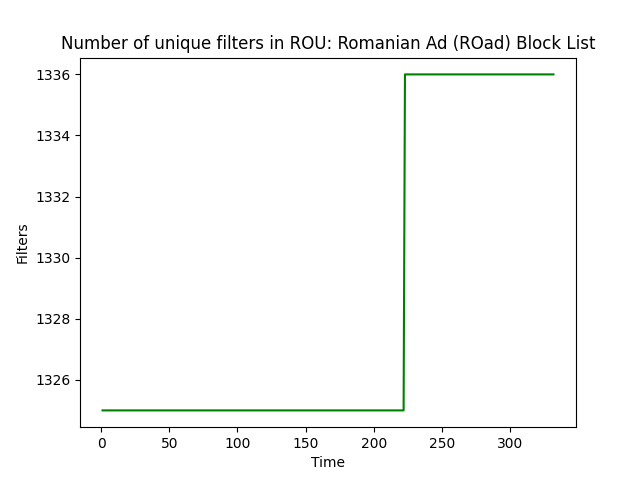 Number of unique filters in ROU: Romanian Ad (ROad) Block List
1336
1334
1332
1330
1328
1326
Filters
0 50 100 150 200 250 300
Time